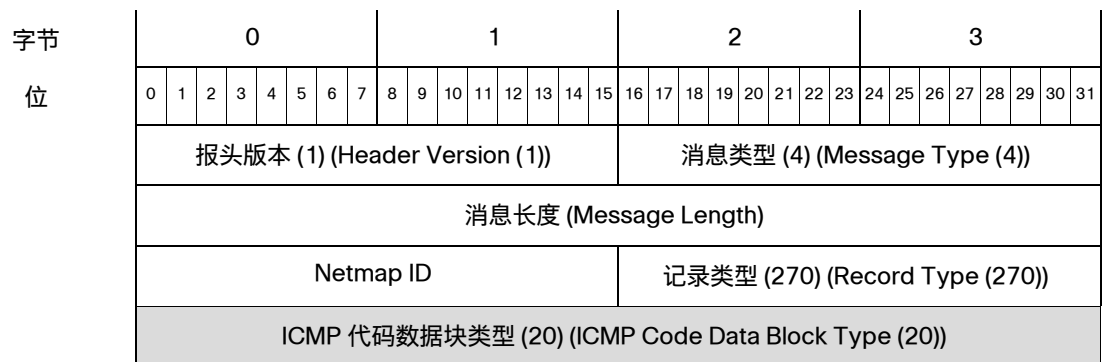 字节 0 1 2 3
位 0 1 2 3 4 5 6 7 8 9 10 11 12 13 14 15 16 17 18 19 20 21 22 23 24 25 26 27 28 29 30 31
报头版本 (1) (Header Version (1)) 消息类型 (4) (Message Type (4))
消息长度 (Message Length)
Netmap ID 记录类型 (270) (Record Type (270))
ICMP 代码数据块类型 (20) (ICMP Code Data Block Type (20))